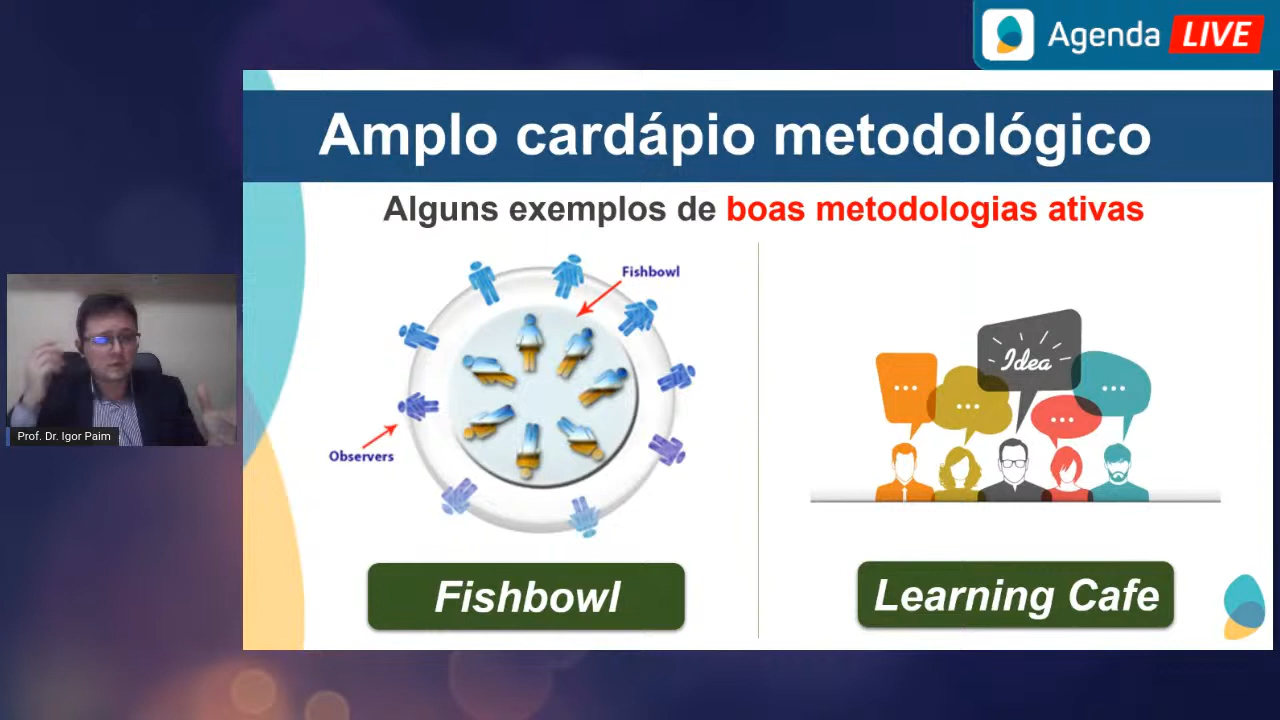 Agenda LIVE
Amplo cardápio metodológico
Alguns exemplos de boas metodologias ativas
Fishbowl
Observers
Idea
Prof. Dr. Igor Paim
Fishbowl
Learning Cafe